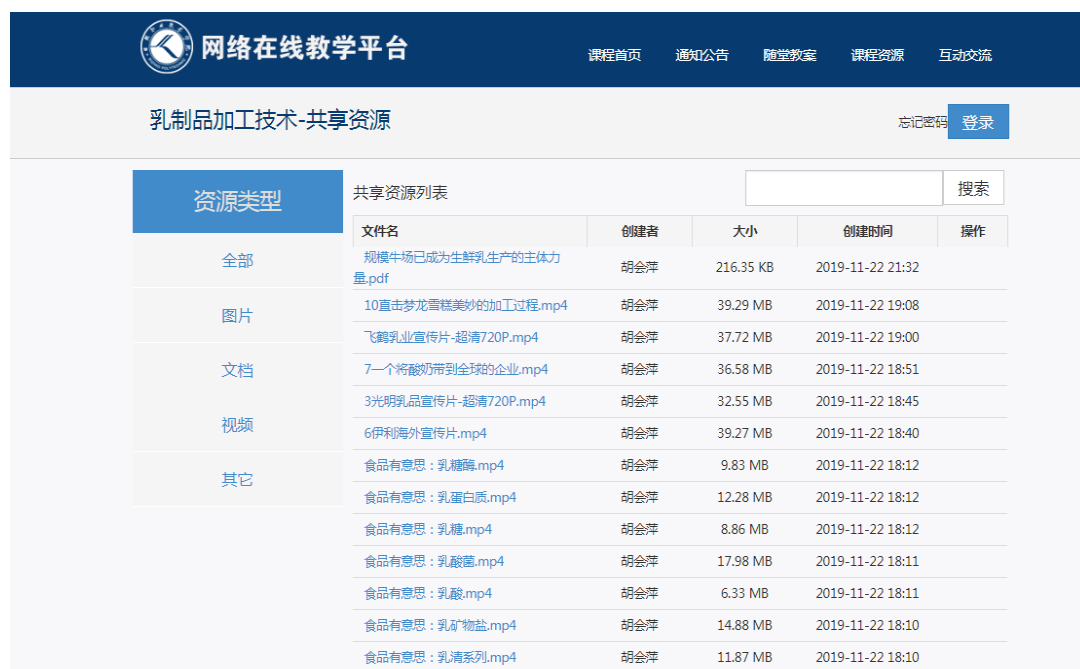 网络在线教学平台
课程首页 通知公告 随堂教案 课程资源 互动交流
乳制品加工技术-共享资源
忘记密码 登录
资源类型
全部
图片
文档
视频
其它
共享资源列表
搜索
文件名 创建者 大小 创建时间 操作
规模牛场已成为生鲜乳生产的主体力
量.pdf 胡会萍 216.35 KB 2019-11-22 21:32
10直击梦龙雪糕美妙的加工过程.mp4 胡会萍 39.29 MB 2019-11-22 19:08
飞鹤乳业宣传片-超清720P.mp4 胡会萍 37.72 MB 2019-11-22 19:00
7一个将酸奶带到全球的企业.mp4 胡会萍 36.58 MB 2019-11-22 18:51
3光明乳品宣传片-超清720P.mp4 胡会萍 32.55 MB 2019-11-22 18:45
6伊利海外宣传片.mp4 胡会萍 39.27 MB 2019-11-22 18:40
食品有意思：乳糖酶.mp4 胡会萍 9.83 MB 2019-11-22 18:12
食品有意思：乳蛋白质.mp4 胡会萍 12.28 MB 2019-11-22 18:12
食品有意思：乳糖.mp4 胡会萍 8.86 MB 2019-11-22 18:12
食品有意思：乳酸菌.mp4 胡会萍 17.98 MB 2019-11-22 18:11
食品有意思：乳酸.mp4 胡会萍 6.33 MB 2019-11-22 18:11
食品有意思：乳矿物盐.mp4 胡会萍 14.88 MB 2019-11-22 18:10
食品有意思：乳清系列.mp4 胡会萍 11.87 MB 2019-11-22 18:10